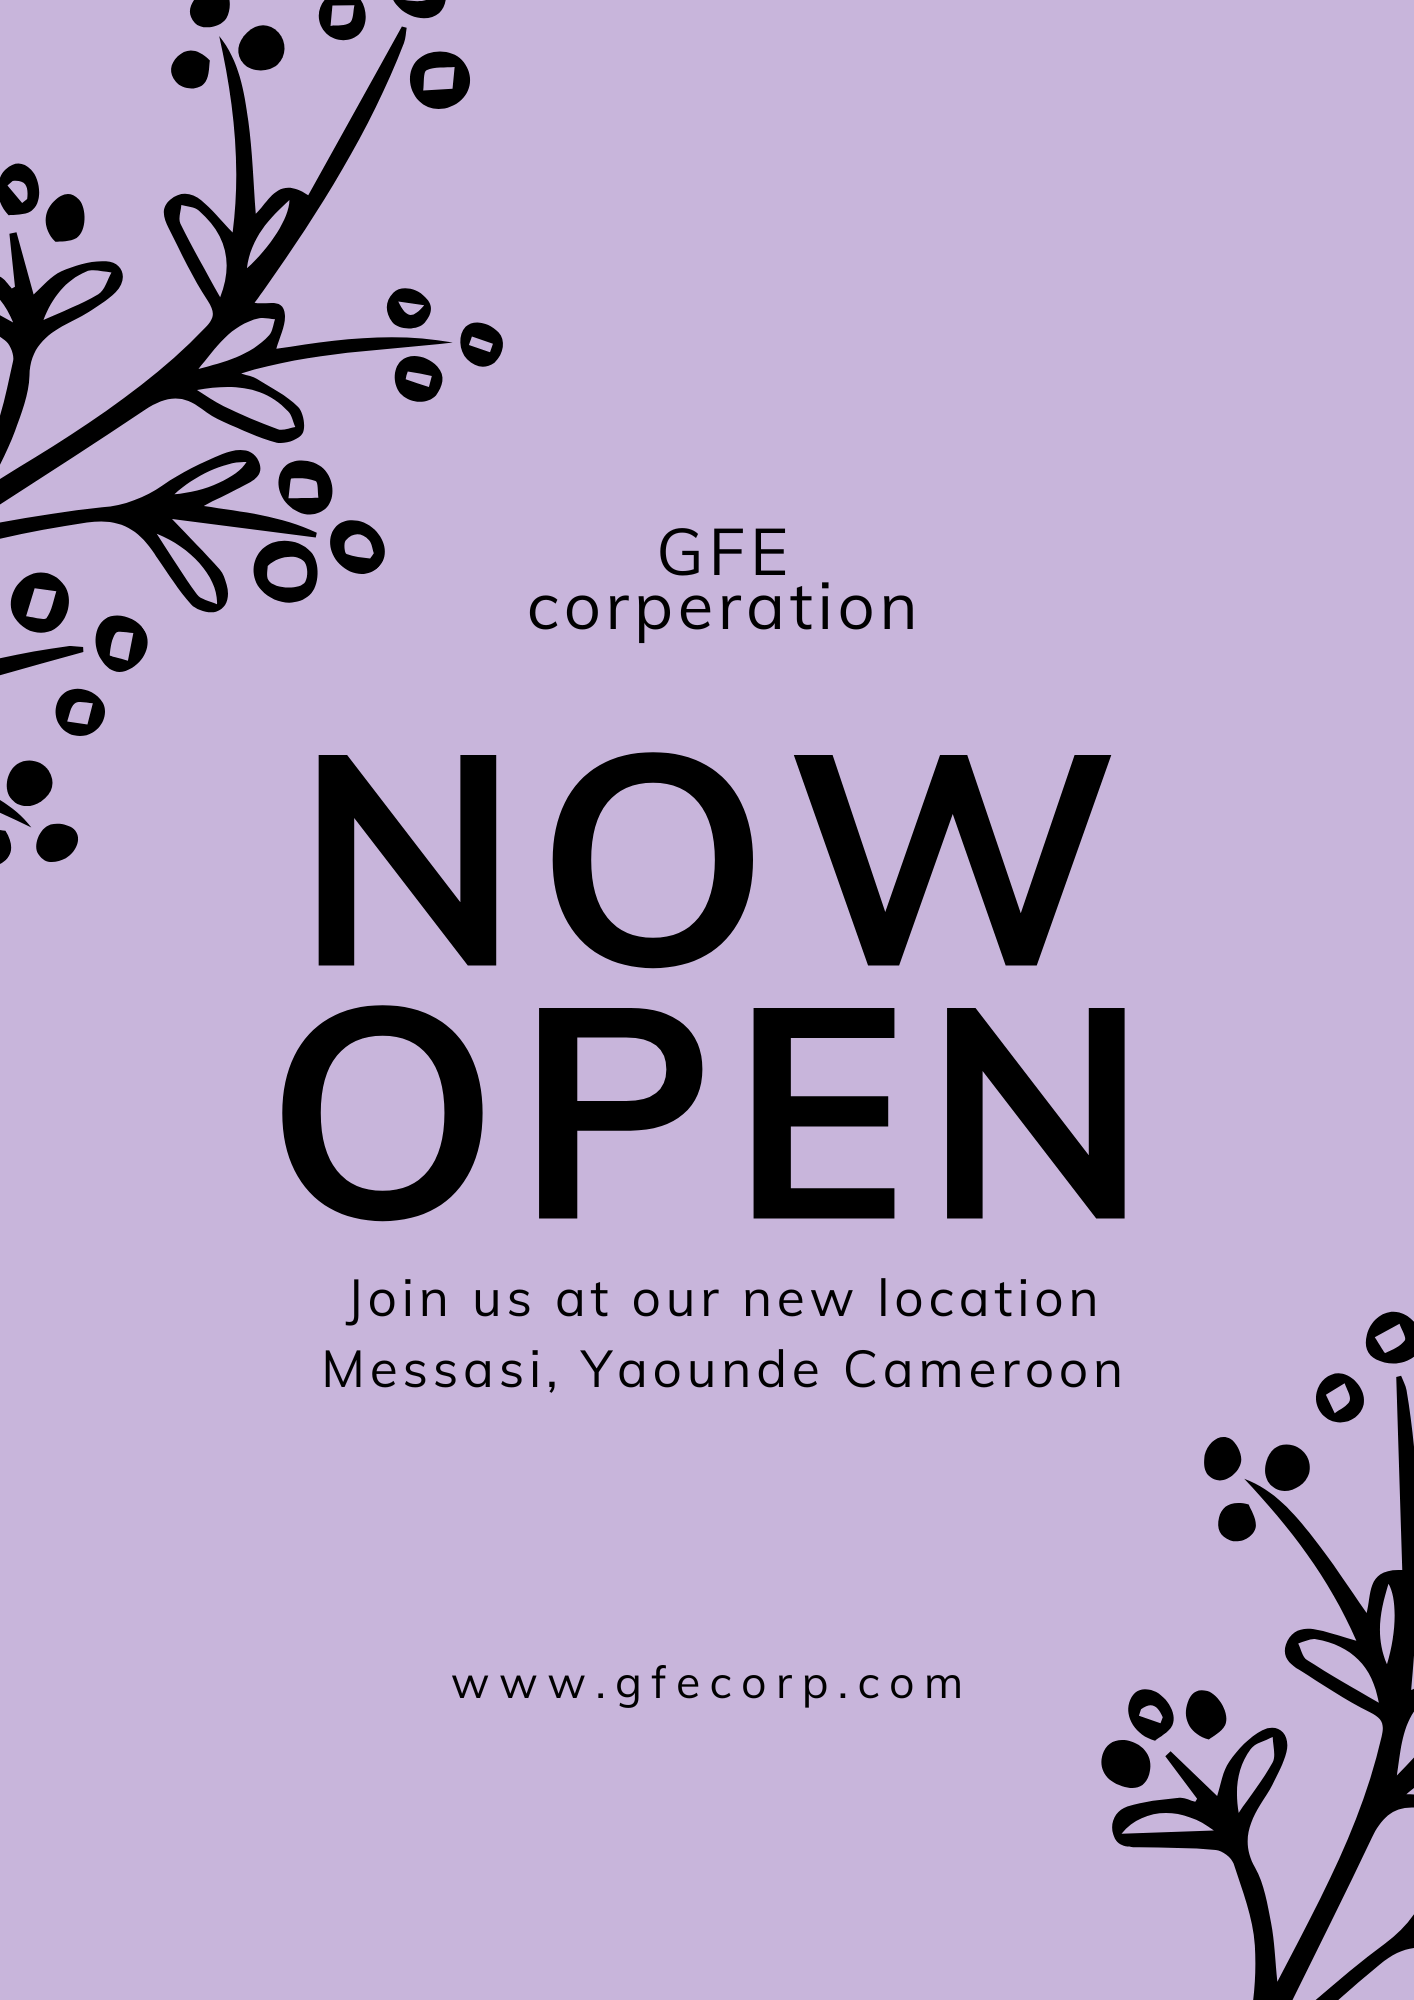 GFE
corperation
NOW
OPEN
Join us at our new location
Messasi, Yaounde Cameroon
www.gfecorp.com